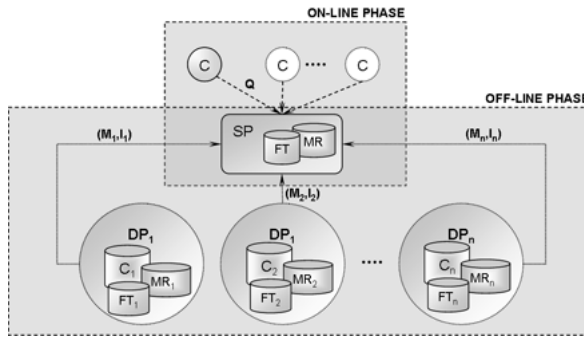 ON-LINE PHASE
C C .... C
Q
OFF-LINE PHASE
SP
FT MR
(M₁,I₁) (Mₙ,Iₙ)
(M₂,I₂)
DP₁ DP₁ DPₙ
C₁ C₂ .... Cₙ
MR₁ MR₂ MRₙ
FT₁ FT₂ FTₙ